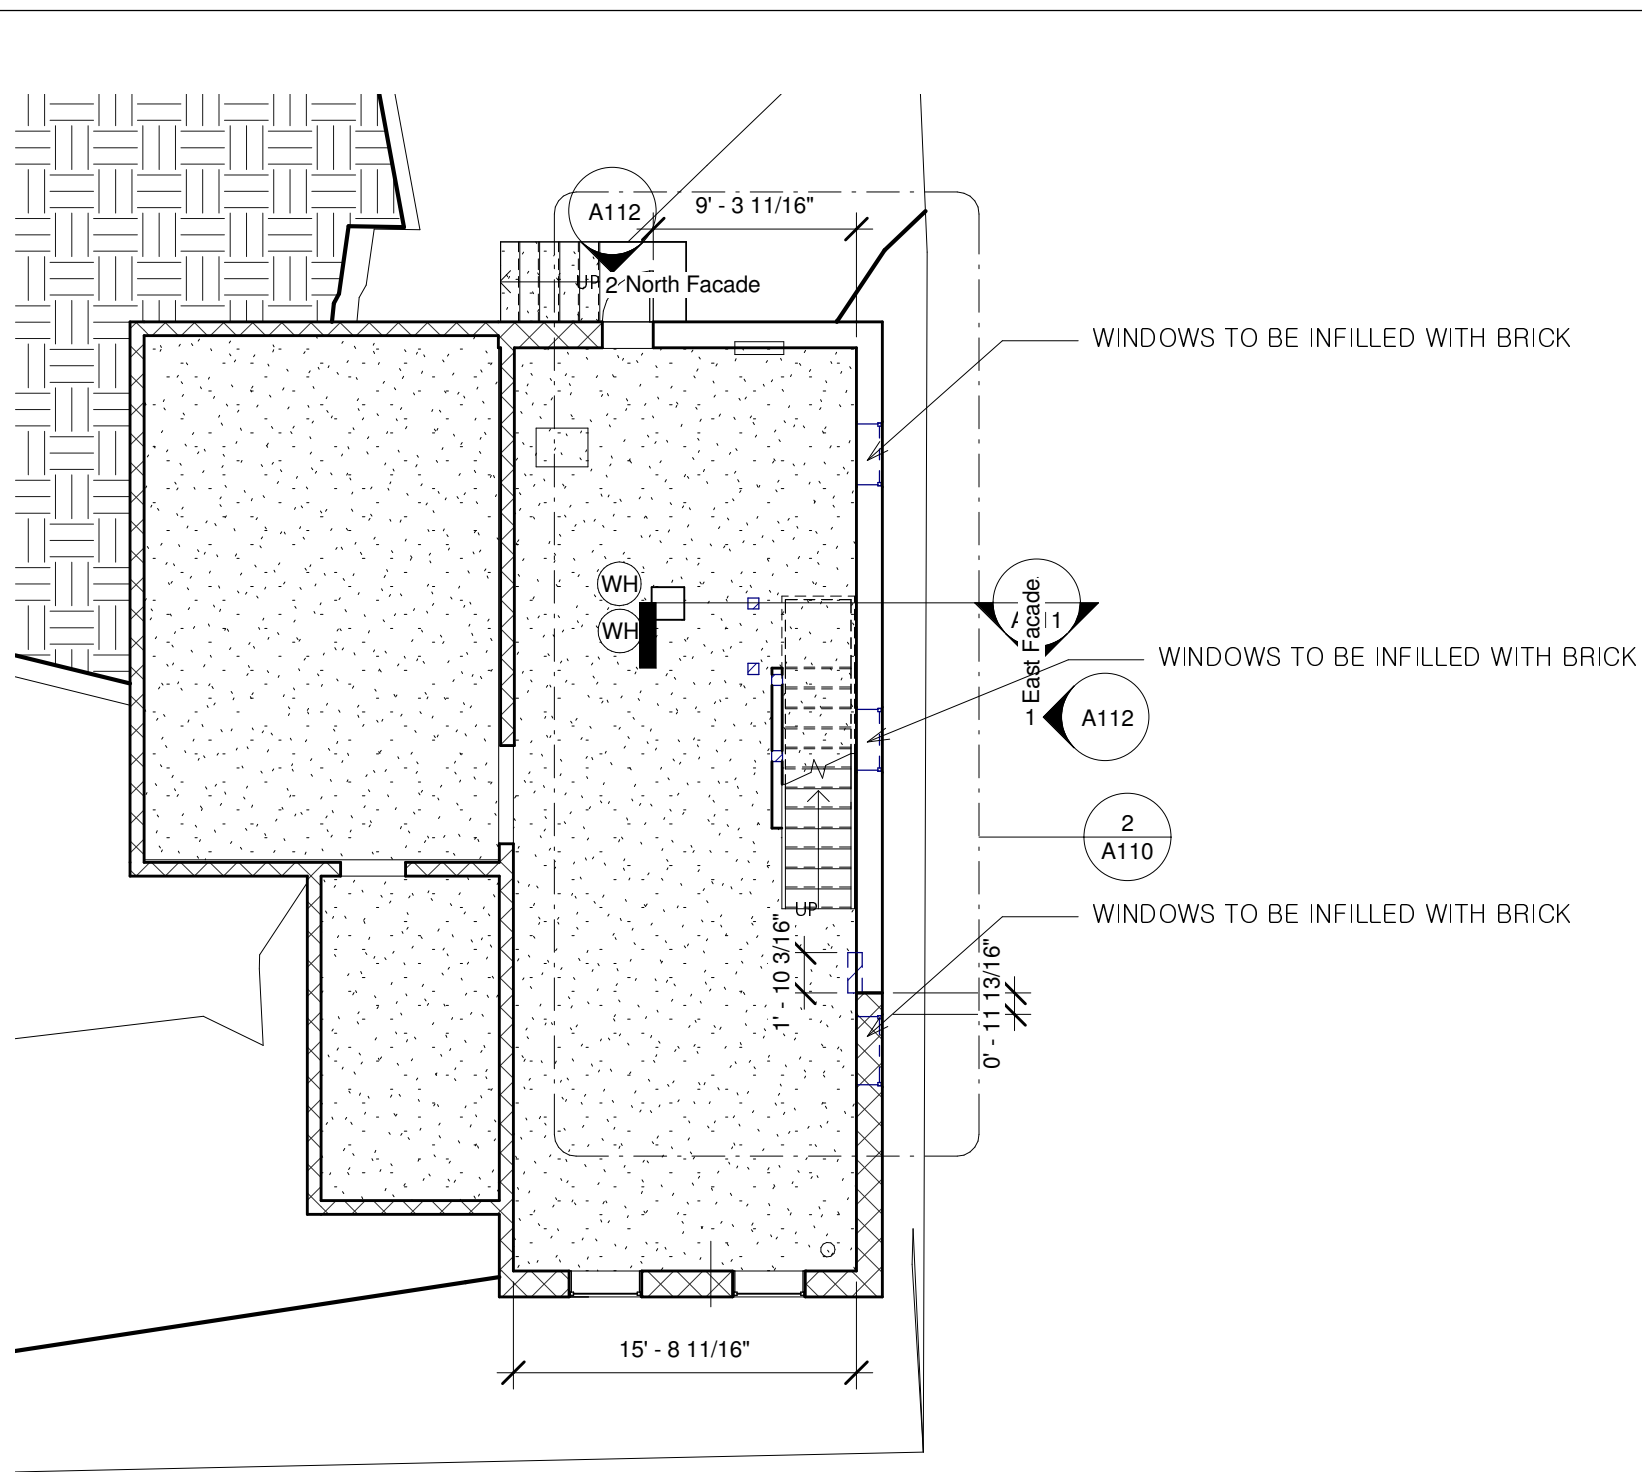 A112
9' - 3 11/16"
UP
2 North Facade
WINDOWS TO BE INFILLED WITH BRICK
WH
WH
East Facade
1
WINDOWS TO BE INFILLED WITH BRICK
1
A112
2
A110
UP
WINDOWS TO BE INFILLED WITH BRICK
1' - 10 3/16"
0' - 11 13/16"
15' - 8 11/16"